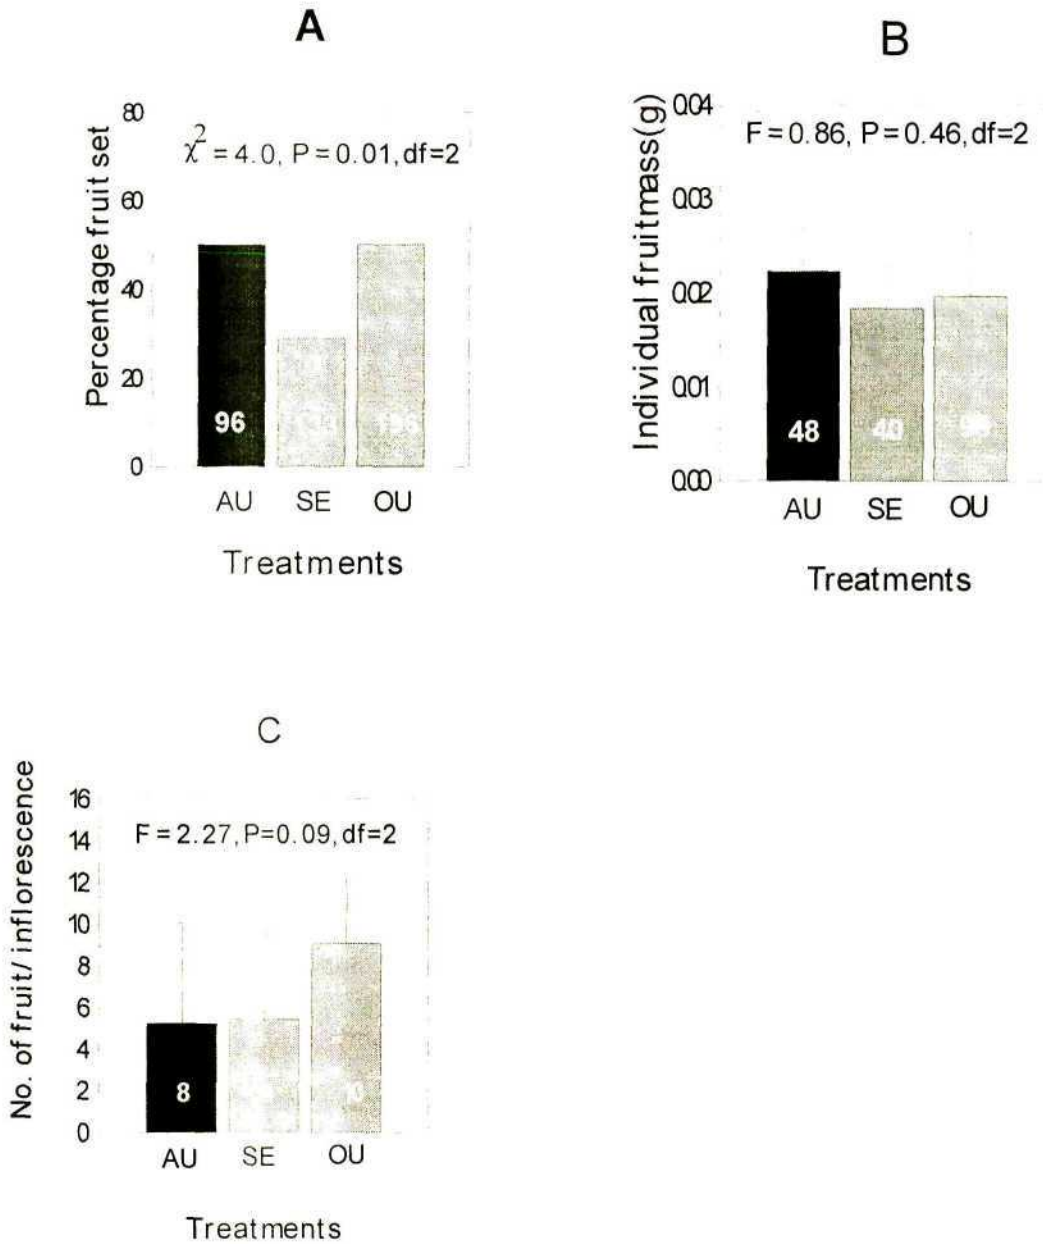 A
Percentage fruit set
80
60
40
20
0
χ² = 4.0, P = 0.01, df=2
96
AU SE OU
Treatments
B
Individual fruitmass(g)
0.04
0.03
0.02
0.01
0.00
F = 0.86, P = 0.46, df=2
48 40
AU SE OU
Treatments
C
No. of fruit/ inflorescence
16
14
12
10
8
6
4
2
0
F = 2.27, P=0.09, df=2
8
AU SE OU
Treatments